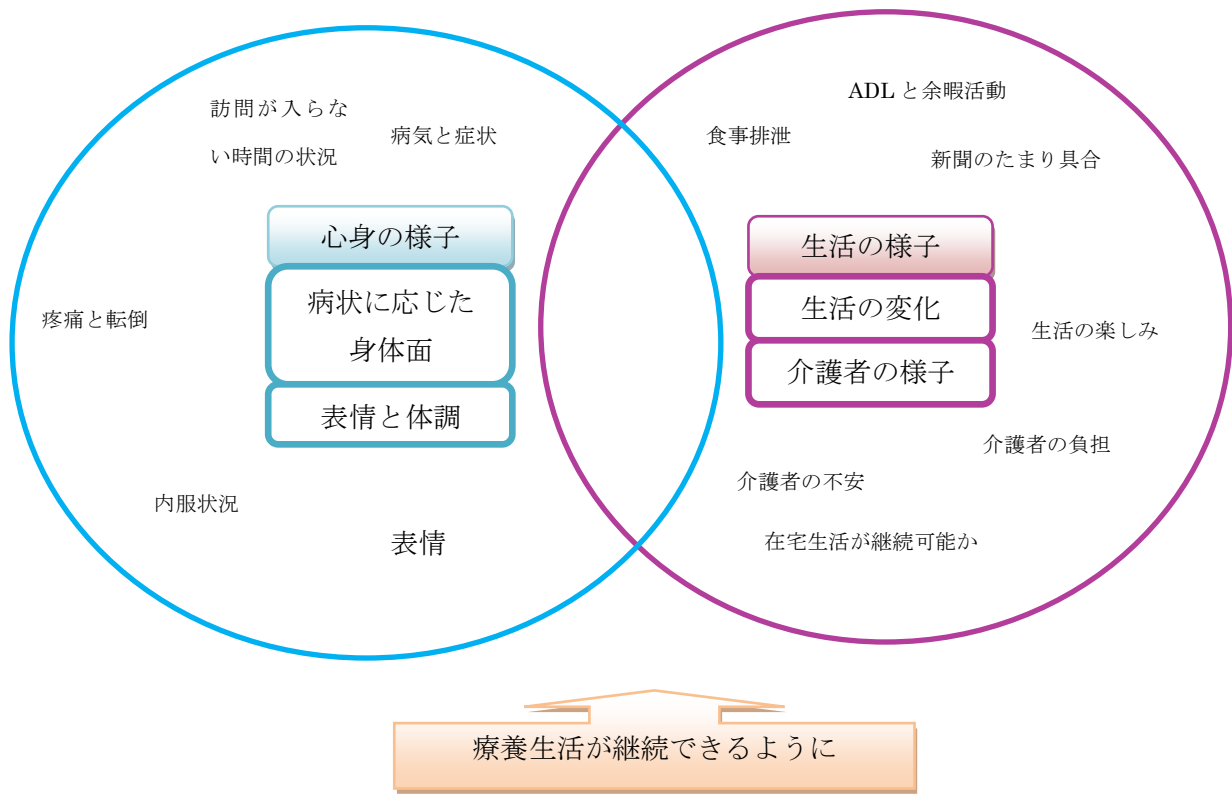 訪問が入らな
い時間の状況
病気と症状
心身の様子
病状に応じた
身体面
表情と体調
疼痛と転倒
内服状況
表情
ADL と余暇活動
食事排泄
新聞のたまり具合
生活の様子
生活の変化
介護者の様子
生活の楽しみ
介護者の負担
介護者の不安
在宅生活が継続可能か
療養生活が継続できるように